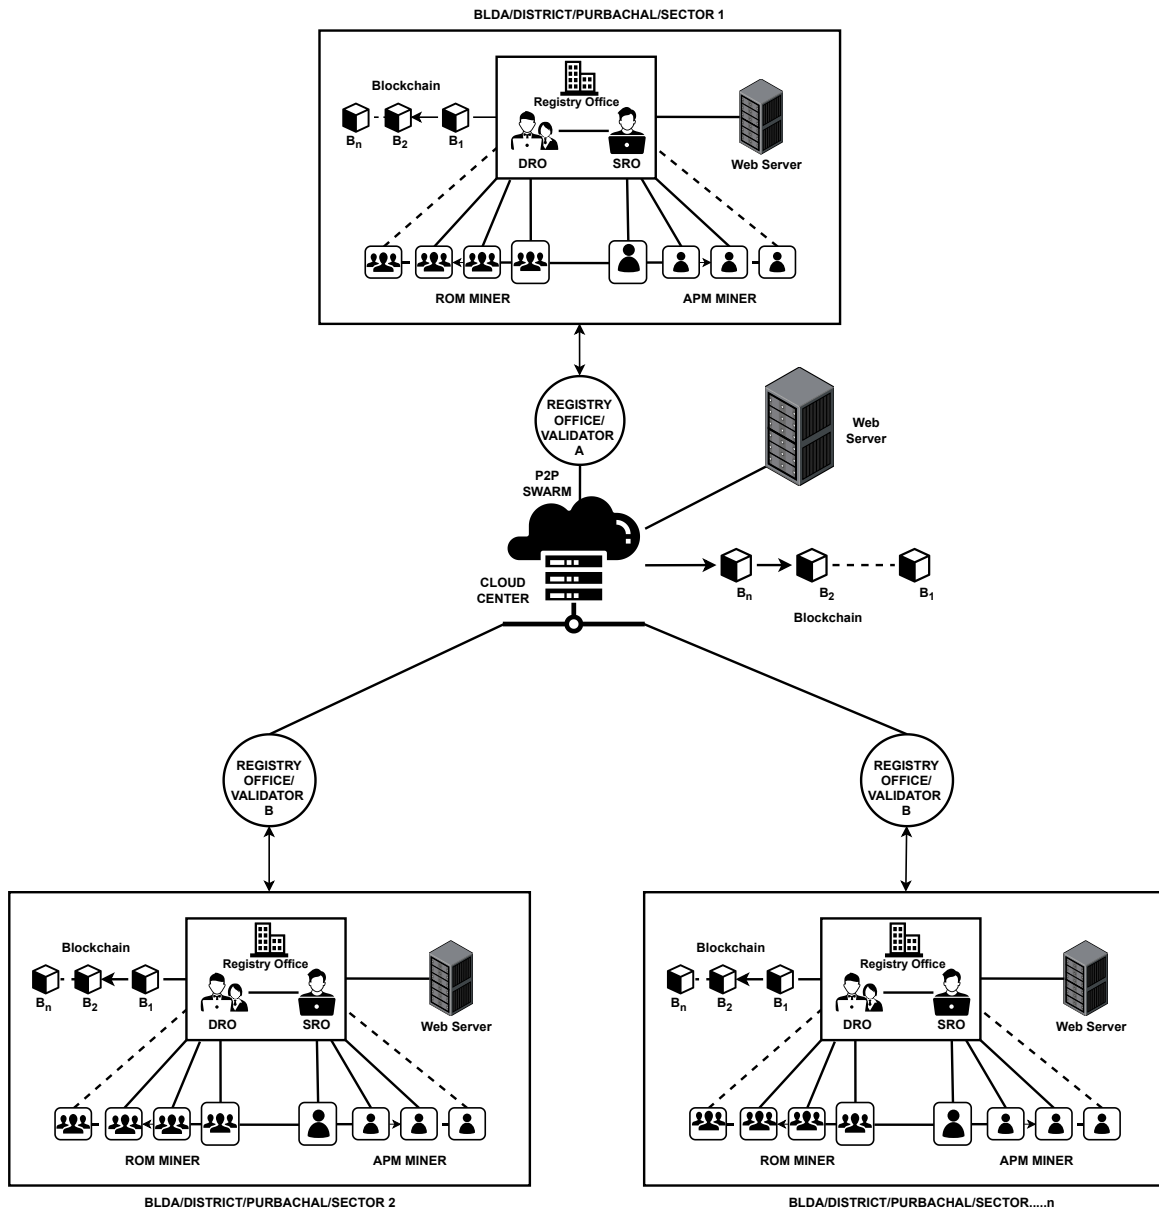 BLDA/DISTRICT/PURBACHAL/SECTOR 1
Blockchain
Bn B2 B1
Registry Office
DRO SRO
Web Server
ROM MINER
APM MINER
REGISTRY
OFFICE/
VALIDATOR
A
P2P
SWARM
Web
Server
CLOUD
CENTER
Bn B2 B1
Blockchain
REGISTRY
OFFICE/
VALIDATOR
B
REGISTRY
OFFICE/
VALIDATOR
B
Blockchain
Bn B2 B1
Registry Office
DRO SRO
Web Server
ROM MINER
APM MINER
BLDA/DISTRICT/PURBACHAL/SECTOR 2
Blockchain
Bn B2 B1
Registry Office
DRO SRO
Web Server
ROM MINER
APM MINER
BLDA/DISTRICT/PURBACHAL/SECTOR.....n